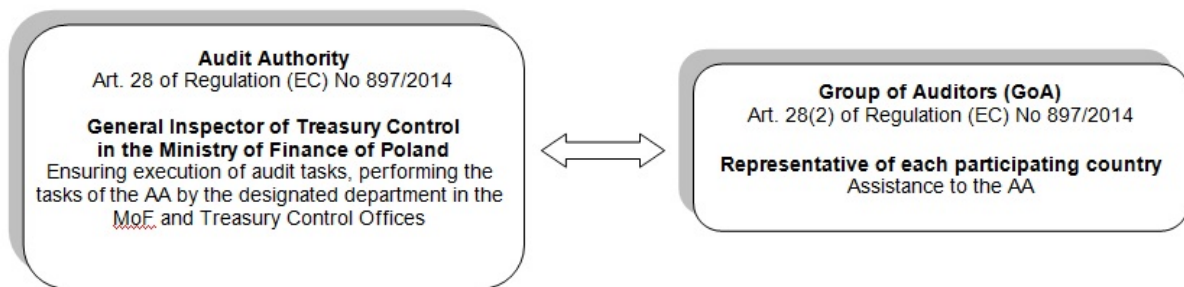 Audit Authority
Art. 28 of Regulation (EC) No 897/2014
General Inspector of Treasury Control
in the Ministry of Finance of Poland
Ensuring execution of audit tasks, performing the
tasks of the AA by the designated department in the
MoF and Treasury Control Offices
Group of Auditors (GoA)
Art. 28(2) of Regulation (EC) No 897/2014
Representative of each participating country
Assistance to the AA